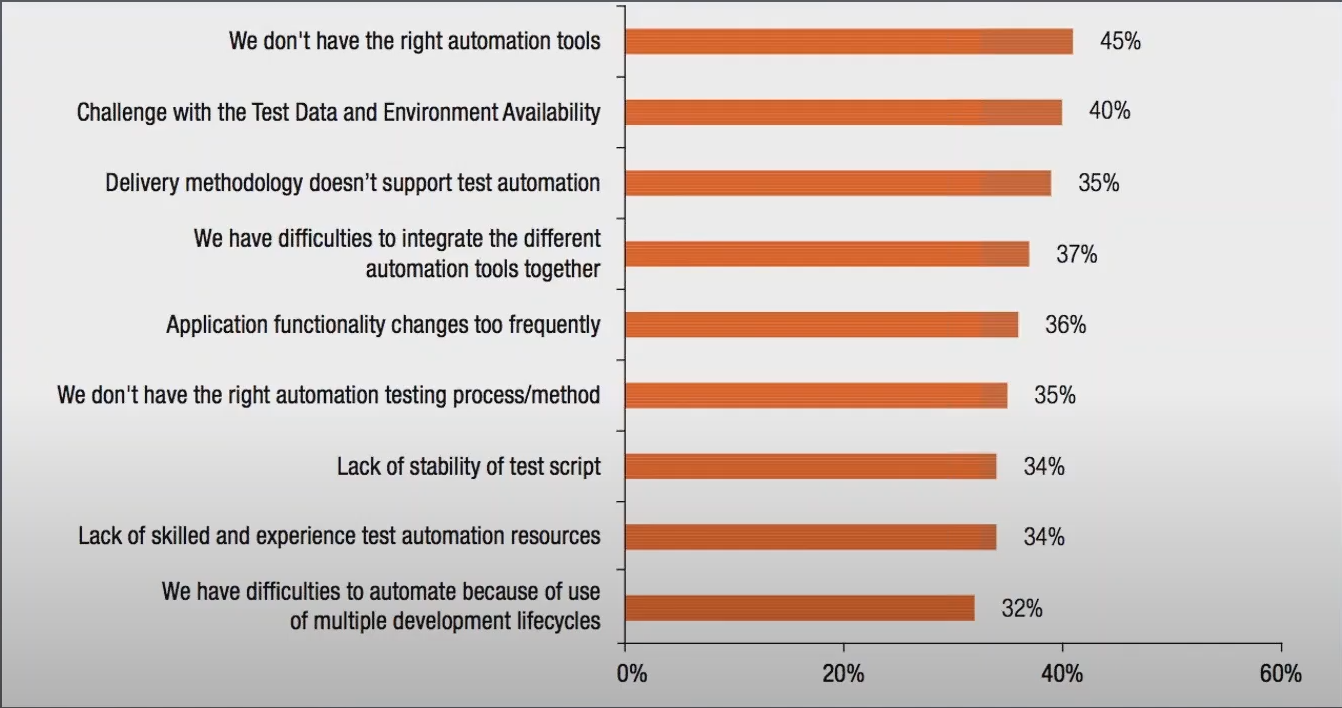 We don't have the right automation tools
45%
Challenge with the Test Data and Environment Availability
40%
Delivery methodology doesn’t support test automation
35%
We have difficulties to integrate the different
automation tools together
37%
Application functionality changes too frequently
36%
We don't have the right automation testing process/method
35%
Lack of stability of test script
34%
Lack of skilled and experience test automation resources
34%
We have difficulties to automate because of use
of multiple development lifecycles
32%
0% 20% 40% 60%